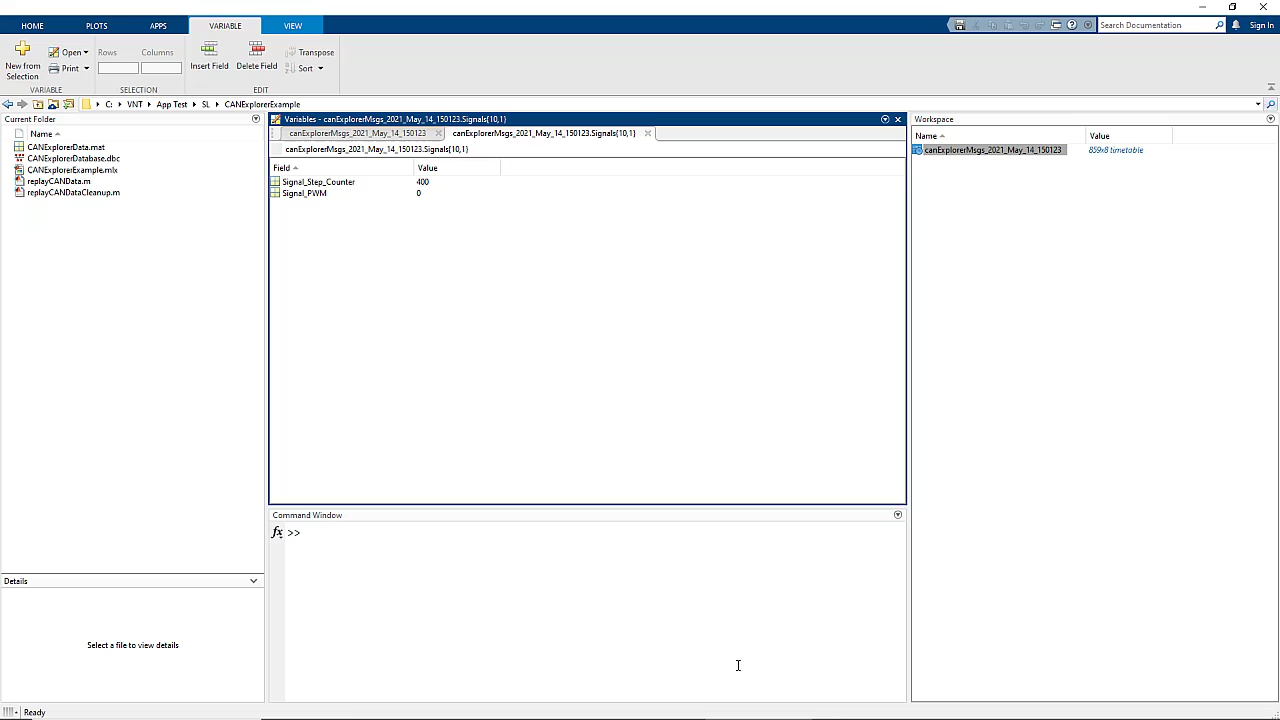 HOME PLOTS APPS VARIABLE VIEW Search Documentation Sign In
New from Selection Open Print Rows Columns Insert Field Delete Field Transpose Sort
VARIABLE SELECTION EDIT
C: VNT App Test SL CANExplorerExample
Current Folder
Name
CANExplorerData.mat
CANExplorerDatabase.dbc
CANExplorerExample.mlx
replayCANData.m
replayCANDataCleanup.m
Details
Select a file to view details
Variables - canExplorerMsgs_2021_May_14_150123.Signals{10,1}
canExplorerMsgs_2021_May_14_150123 canExplorerMsgs_2021_May_14_150123.Signals{10,1}
canExplorerMsgs_2021_May_14_150123.Signals{10,1}
Field Value
Signal_Step_Counter 400
Signal_PWM 0
Command Window
fx >>
Workspace
Name Value
canExplorerMsgs_2021_May_14_150123 859x8 timetable
Ready